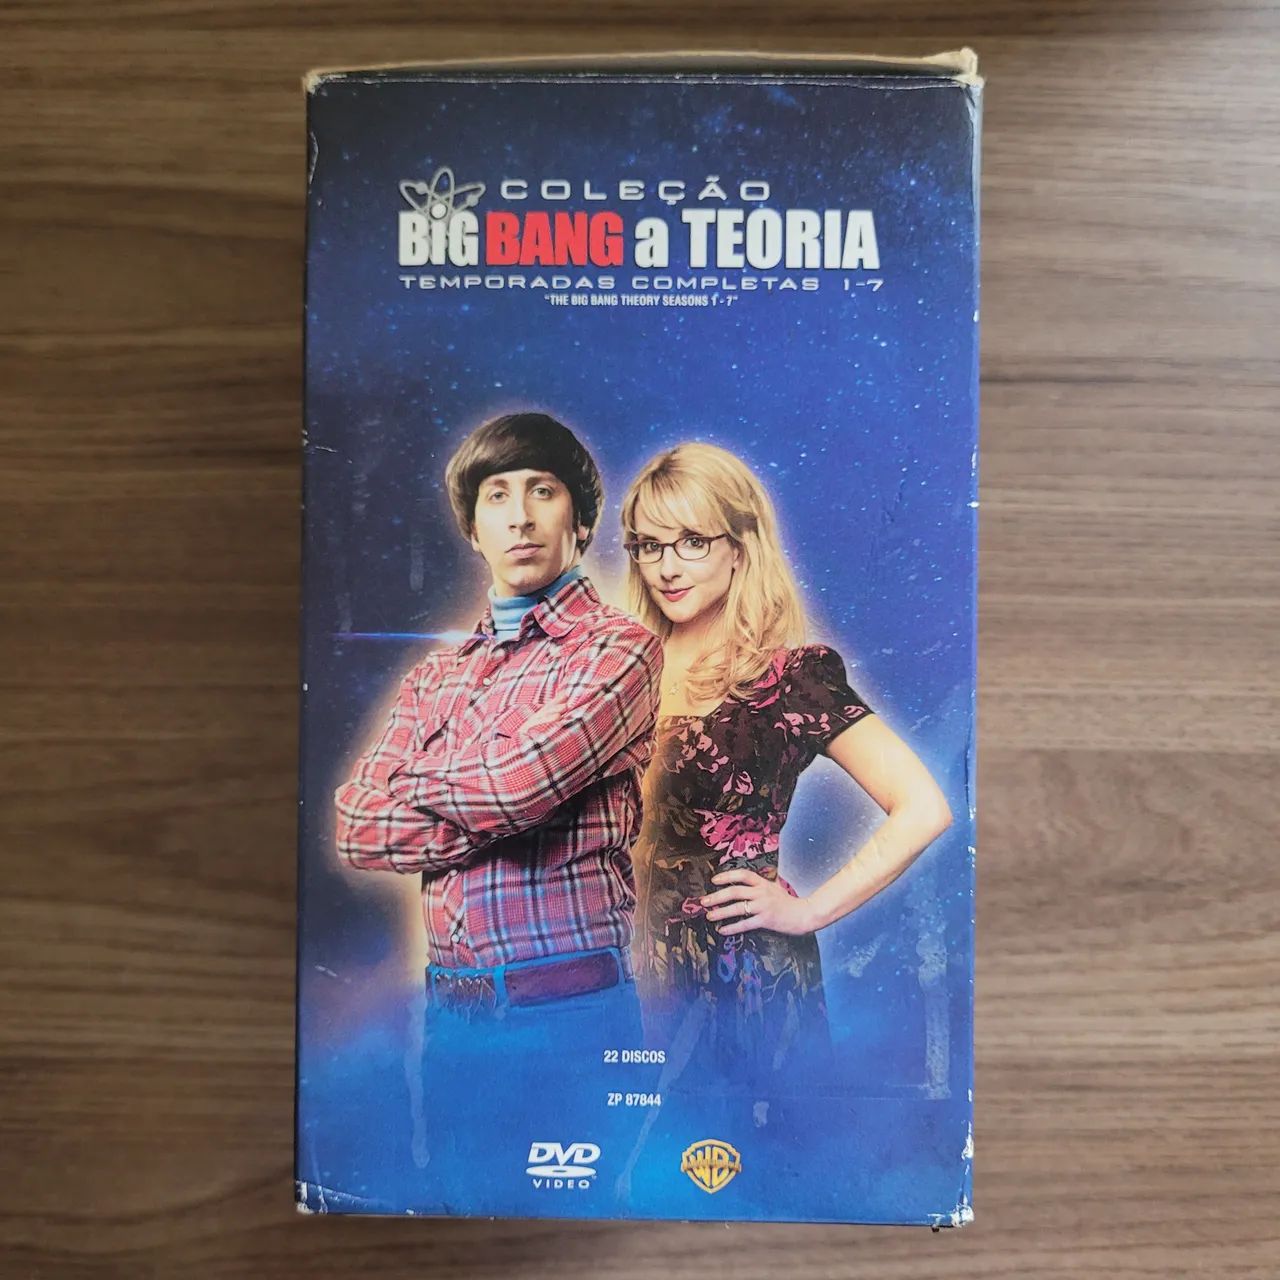 COLEÇÃO
BIG BANG a TEORIA
TEMPORADAS COMPLETAS 1-7
"THE BIG BANG THEORY SEASONS 1 - 7"
22 DISCOS
ZP 87844
DVD
VIDEO
WB